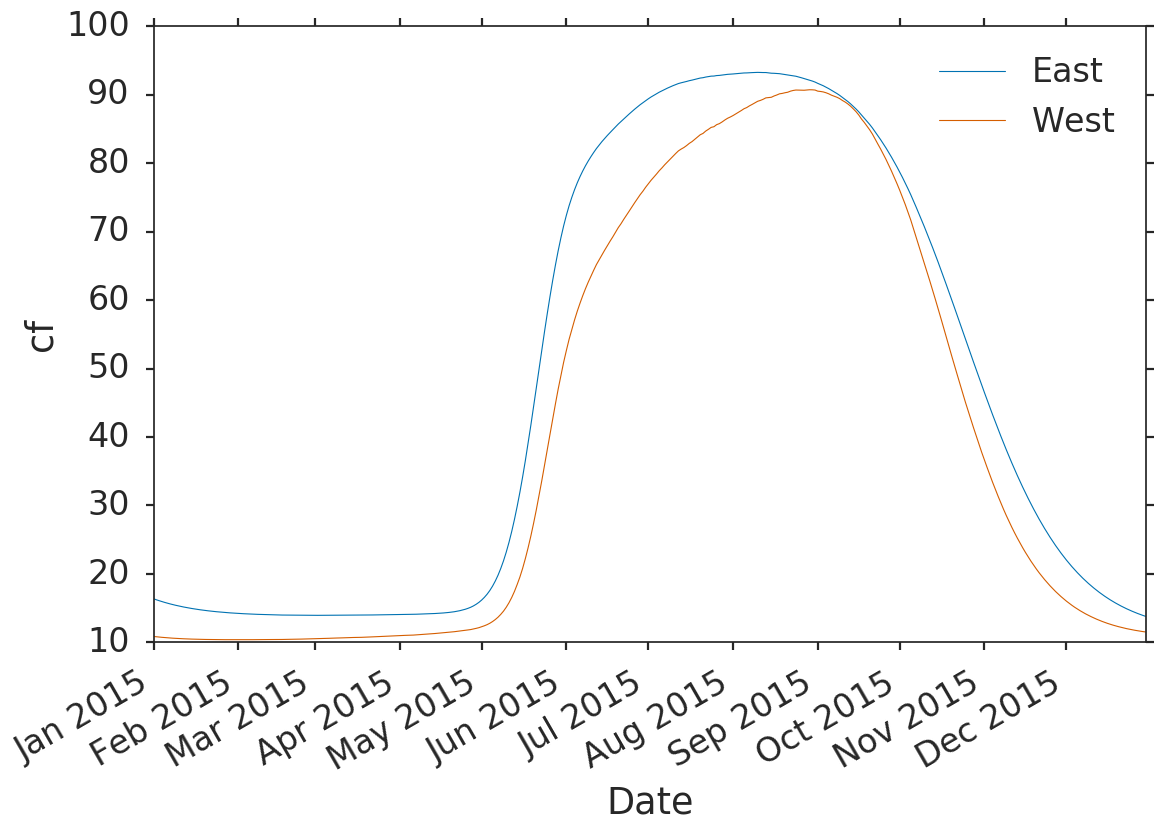 100
90
80
70
60
50
40
30
20
10
cf
East
West
Jan 2015
Feb 2015
Mar 2015
Apr 2015
May 2015
Jun 2015
Jul 2015
Aug 2015
Sep 2015
Oct 2015
Nov 2015
Dec 2015
Date